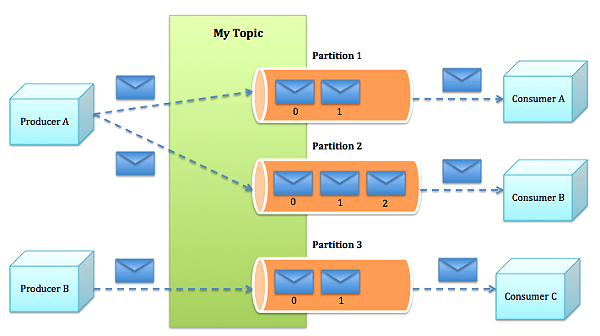 My Topic
Partition 1
0 1
Producer A
Consumer A
Partition 2
0 1 2
Consumer B
Partition 3
0 1
Producer B
Consumer C